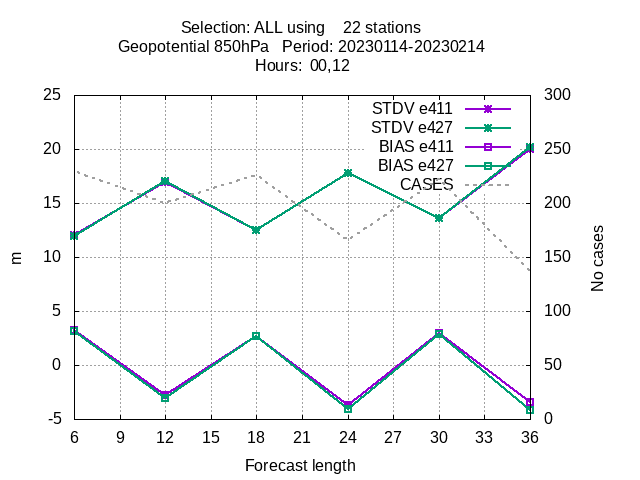 Selection: ALL using    22 stations
Geopotential 850hPa   Period: 20230114-20230214
Hours:  00,12
25
20
15
10
5
0
-5
300
250
200
150
100
50
0
STDV e411
STDV e427
BIAS e411
BIAS e427
CASES
m
No cases
6 9 12 15 18 21 24 27 30 33 36
Forecast length